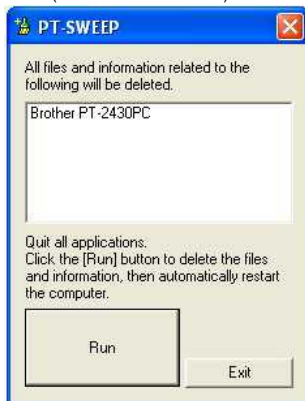 PT-SWEEP
All files and information related to the
following will be deleted.
Brother PT-2430PC
Quit all applications.
Click the [Run] button to delete the files
and information, then automatically restart
the computer.
Run
Exit